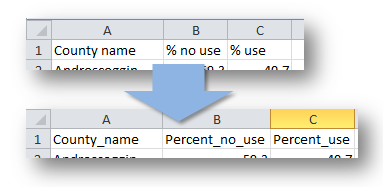 A B C
1 County name % no use % use
A B C
1 County_name Percent_no_use Percent_use